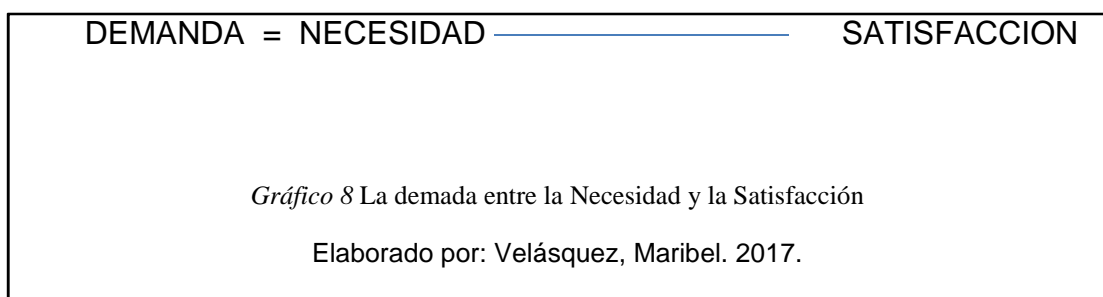 DEMANDA = NECESIDAD SATISFACCION
Gráfico 8 La demada entre la Necesidad y la Satisfacción
Elaborado por: Velásquez, Maribel. 2017.